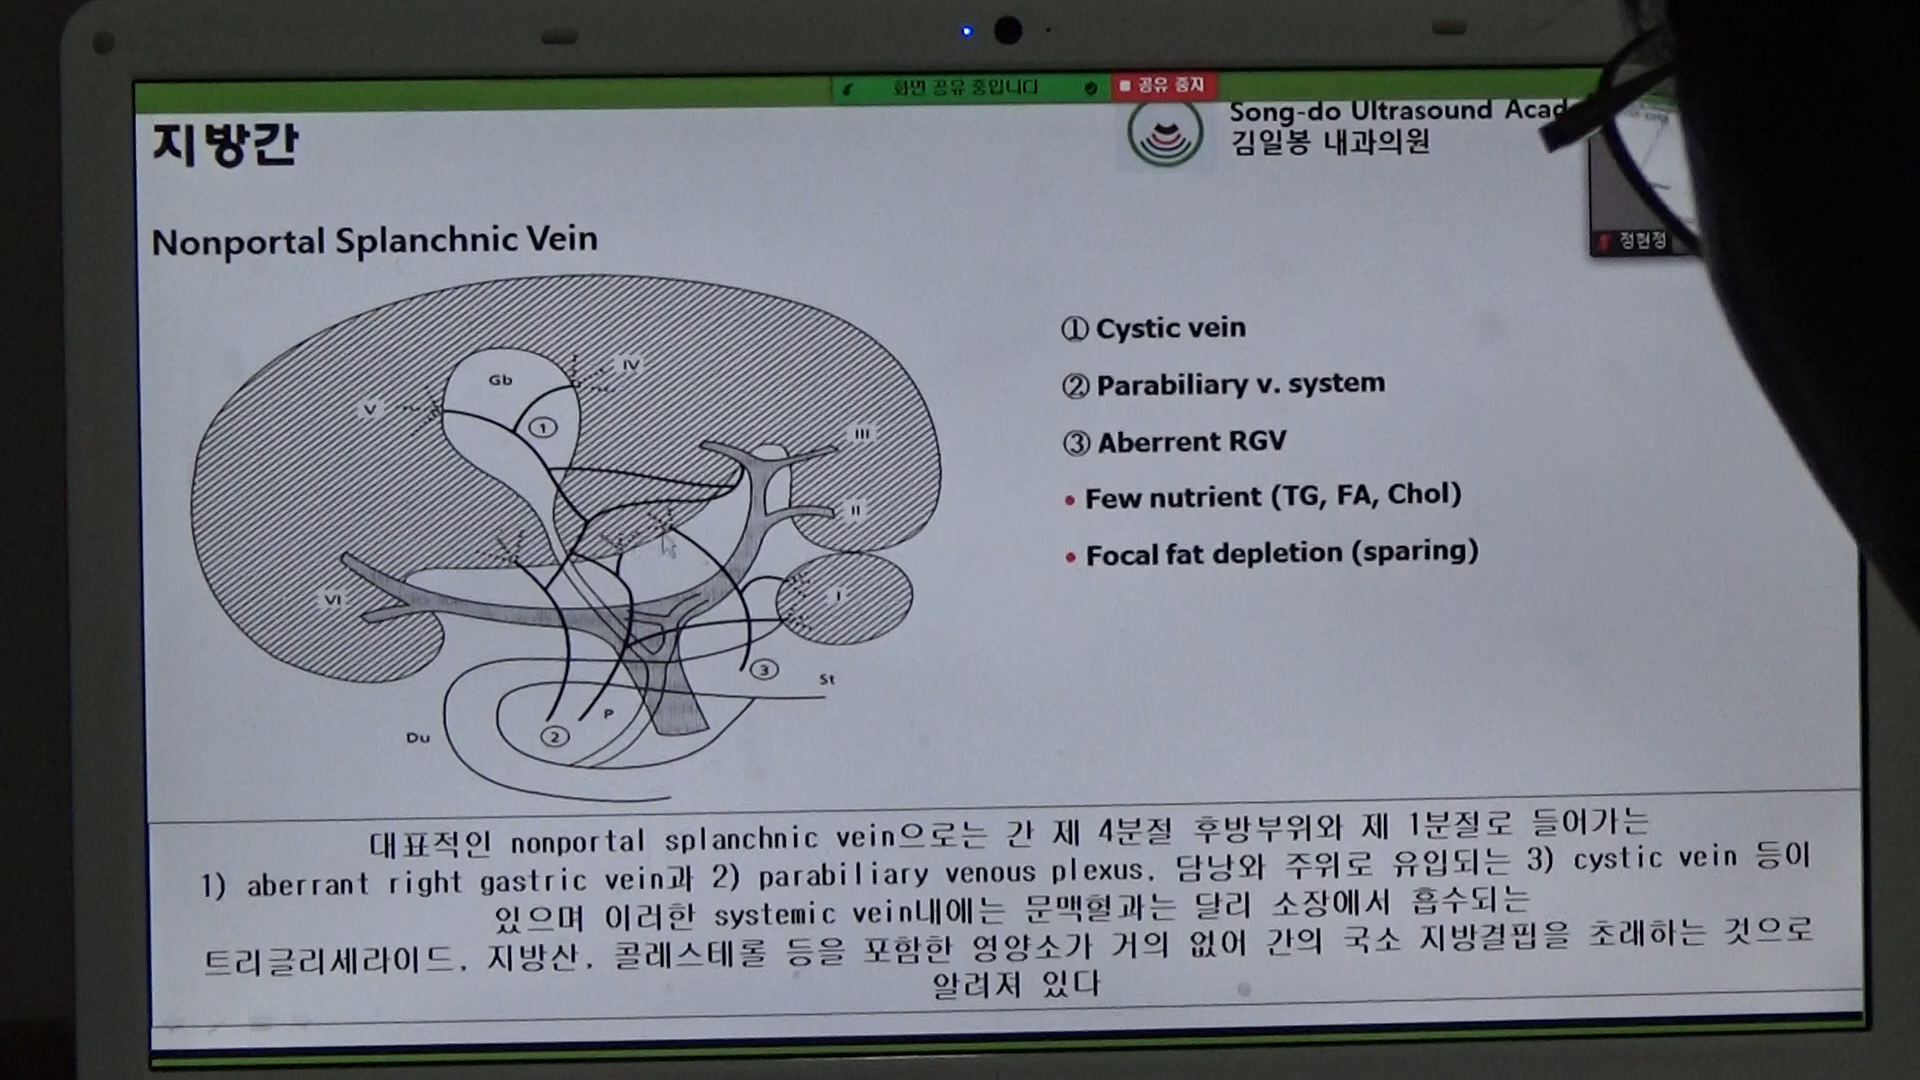 화면 공유 중입니다
공유 중지
지방간
Song-do Ultrasound Acad
김일봉 내과의원
정현정
Nonportal Splanchnic Vein
Gb
IV
V
①
III
II
VI
I
③
St
P
②
Du
① Cystic vein
② Parabiliary v. system
③ Aberrent RGV
• Few nutrient (TG, FA, Chol)
• Focal fat depletion (sparing)
대표적인 nonportal splanchnic vein으로는 간 제 4분절 후방부위와 제 1분절로 들어가는
1) aberrant right gastric vein과 2) parabiliary venous plexus, 담낭와 주위로 유입되는 3) cystic vein 등이
있으며 이러한 systemic vein내에는 문맥혈과는 달리 소장에서 흡수되는
트리글리세라이드, 지방산, 콜레스테롤 등을 포함한 영양소가 거의 없어 간의 국소 지방결핍을 초래하는 것으로
알려져 있다